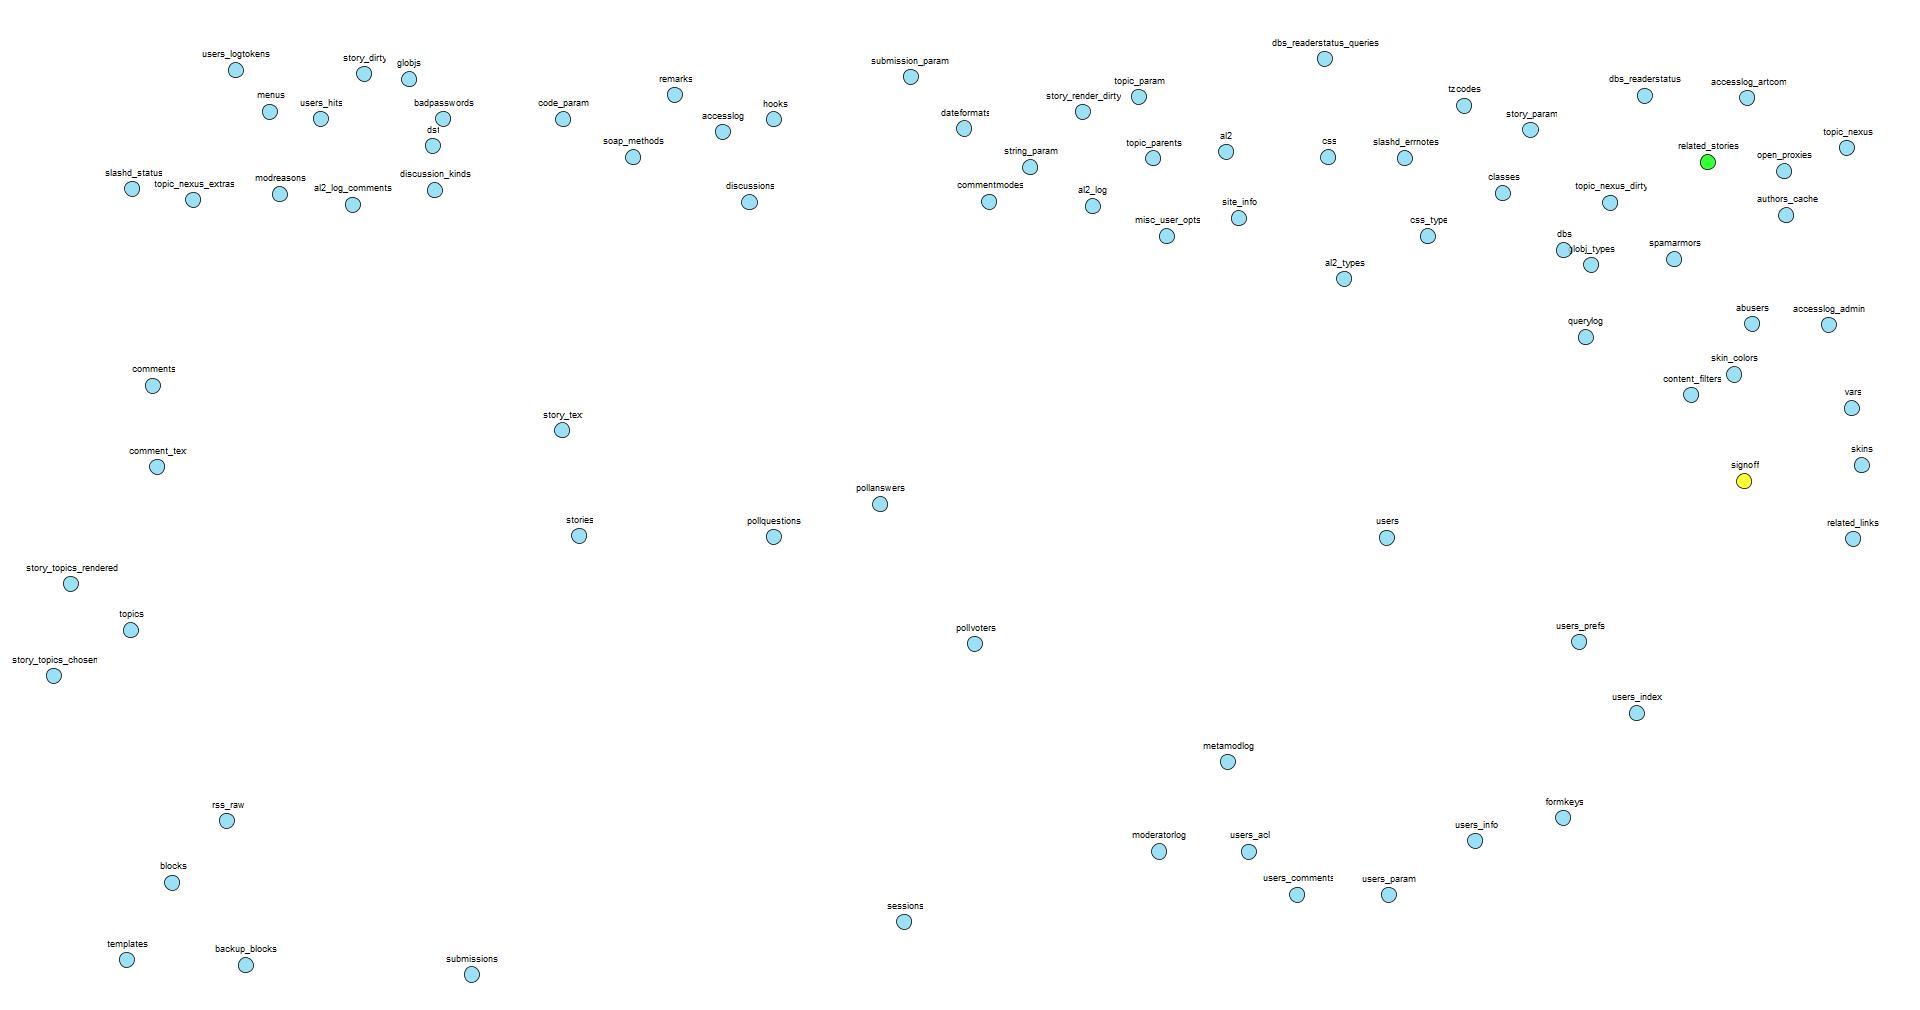 dbs_readerstatus_queries
users_logtokens
story_dirty
globjs
submission_param
remarks
topic_param
dbs_readerstatus
accesslog_artcom
menus
users_hits
badpasswords
code_param
accesslog
hooks
dateformats
story_render_dirty
tzcodes
story_param
dst
soap_methods
string_param
topic_parents
al2
css
slashd_errnotes
related_stories
open_proxies
topic_nexus
slashd_status
topic_nexus_extras
modreasons
al2_log_comments
discussion_kinds
discussions
commentmodes
al2_log
classes
topic_nexus_dirty
authors_cache
misc_user_opts
site_info
css_type
dbs
globj_types
spamarmors
al2_types
querylog
abusers
accesslog_admin
skin_colors
content_filters
vars
comments
story_tex
comment_tex
signoff
skins
pollanswers
stories
pollquestions
users
related_links
story_topics_rendered
topics
pollvoters
users_prefs
story_topics_chosen
users_index
metamodlog
rss_raw
formkeys
moderatorlog
users_acl
users_info
blocks
users_comments
users_param
sessions
templates
backup_blocks
submissions